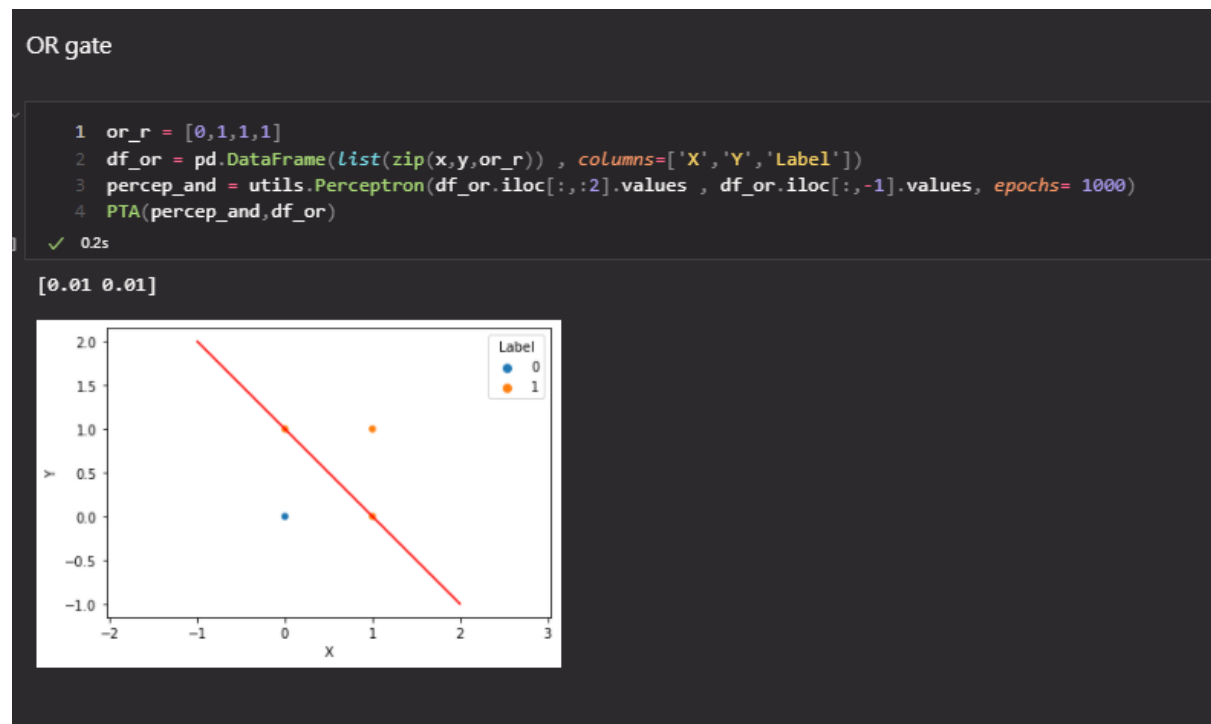 OR gate
1 or_r = [0,1,1,1]
2 df_or = pd.DataFrame(list(zip(x,y,or_r)) , columns=['X','Y','Label'])
3 percep_and = utils.Perceptron(df_or.iloc[:,:2].values , df_or.iloc[:,-1].values, epochs= 1000)
4 PTA(percep_and,df_or)
✓ 0.2s
[0.01 0.01]
Label
0
1
2.0
1.5
1.0
0.5
0.0
−0.5
−1.0
Y
−2 −1 0 1 2 3
X